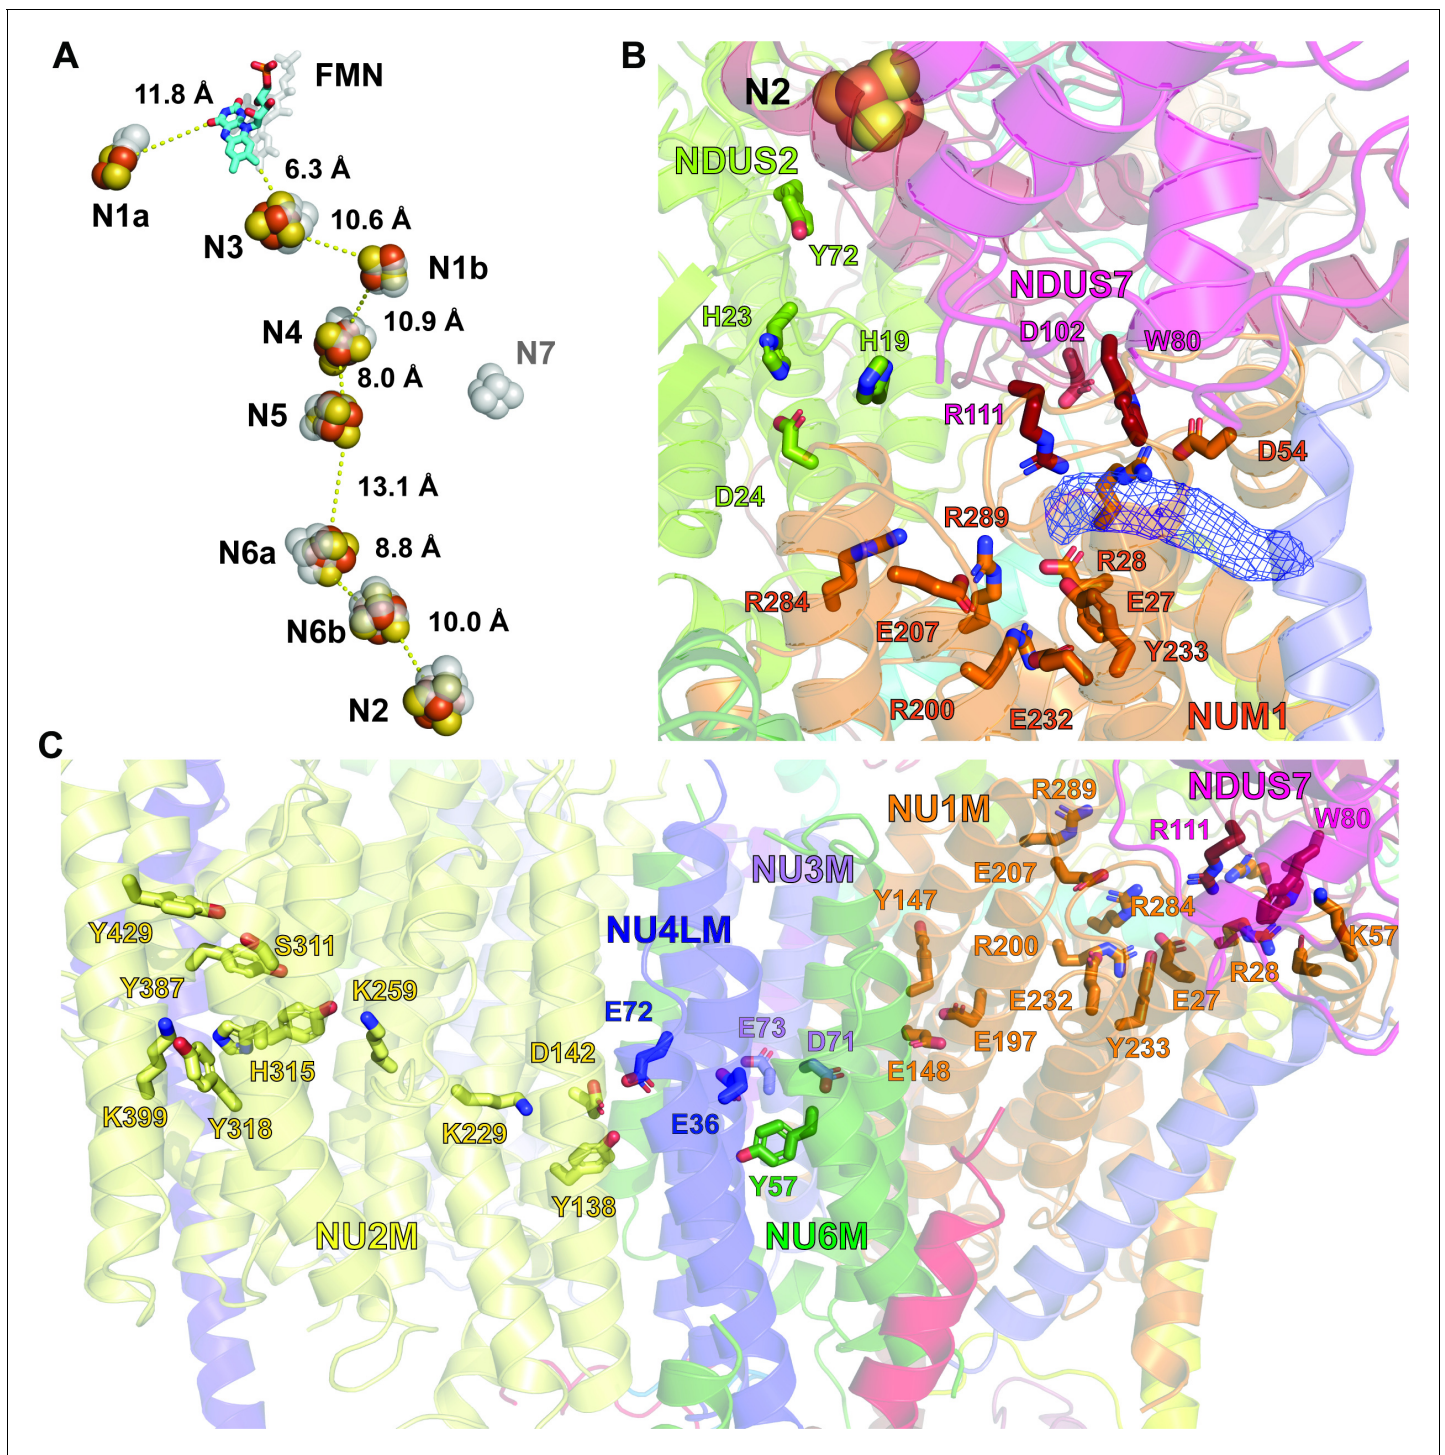 A
FMN
11.8 Å
6.3 Å
N1a
10.6 Å
N3
N1b
N4
10.9 Å
N7
8.0 Å
N5
13.1 Å
N6a
8.8 Å
N6b
10.0 Å
N2
B
N2
NDUS2
Y72
NDUS7
H23
H19
D102
W80
R111
D54
D24
R289
R28
R284
E27
E207
Y233
R200
E232
NUM1
C
NDUS7
R289
NU1M
R111
W80
NU3M
E207
Y147
R284
Y429
S311
NU4LM
K57
Y387
R200
R28
K259
E72
E73
D71
E232
E27
D142
E197
Y233
H315
E148
K399
Y318
K229
E36
Y57
Y138
NU2M
NU6M